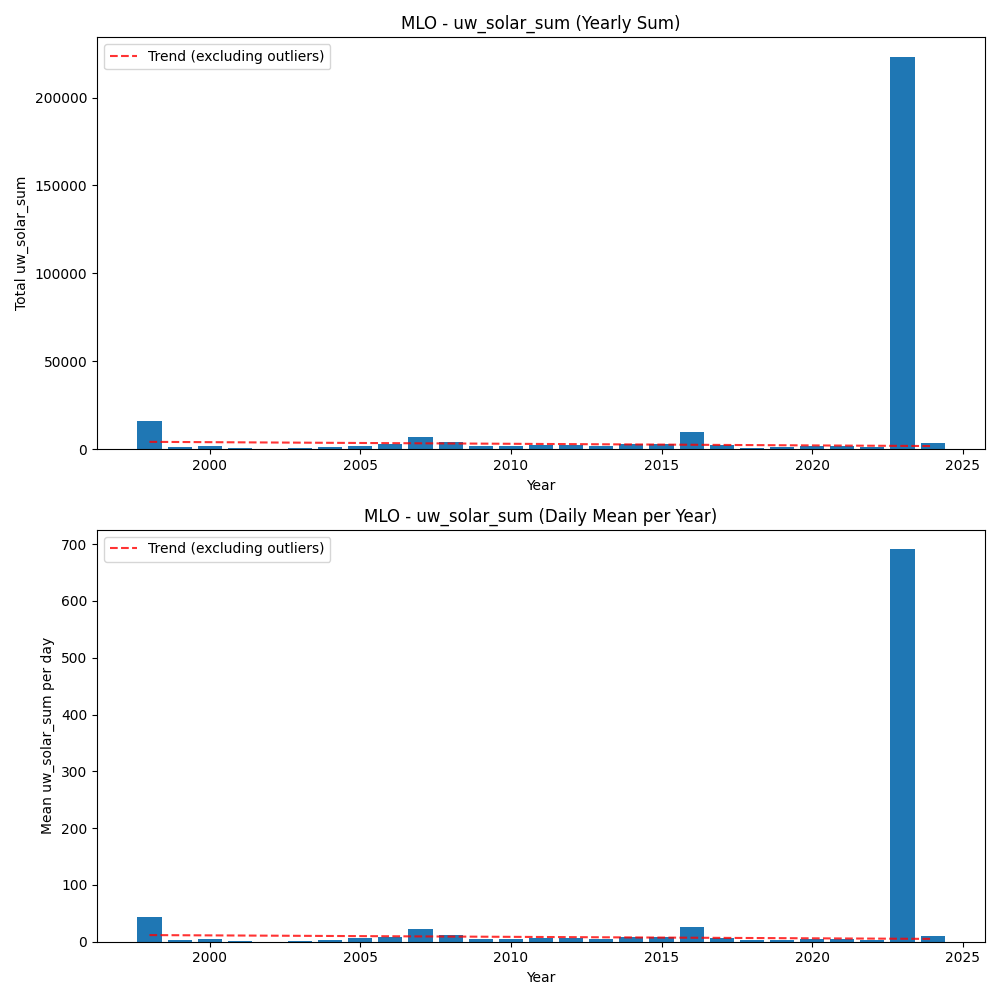 MLO - uw_solar_sum (Yearly Sum)
Trend (excluding outliers)
Total uw_solar_sum
200000
150000
100000
50000
0
2000 2005 2010 2015 2020 2025
Year
MLO - uw_solar_sum (Daily Mean per Year)
Trend (excluding outliers)
Mean uw_solar_sum per day
700
600
500
400
300
200
100
0
2000 2005 2010 2015 2020 2025
Year